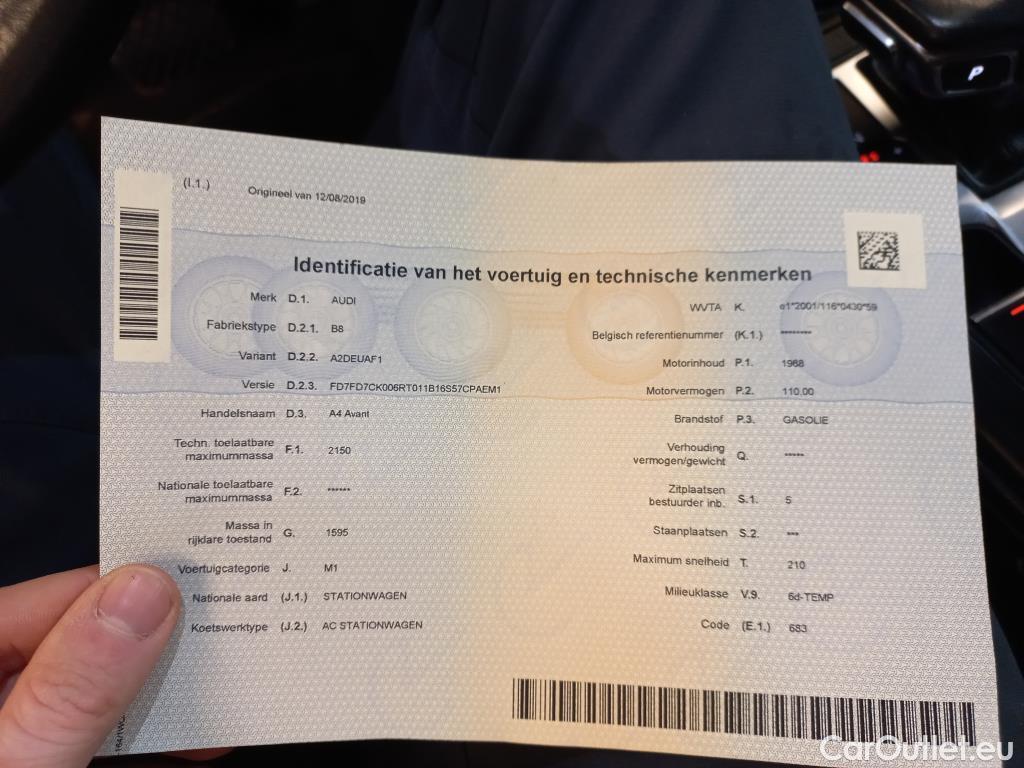 P
(I.1.) Origineel van 12/08/2019
Identificatie van het voertuig en technische kenmerken
Merk D.1. AUDI
Fabriekstype D.2.1. B8
Variant D.2.2. A2DEUAF1
Versie D.2.3. FD7FD7CK006RT011B16S57CPAEM1
Handelsnaam D.3. A4 Avant
Techn. toelaatbare
maximummassa F.1. 2150
Nationale toelaatbare
maximummassa F.2. ******
Massa in
rijklare toestand G. 1595
Voertuigcategorie J. M1
Nationale aard (J.1.) STATIONWAGEN
Koetswerktype (J.2.) AC STATIONWAGEN
WVTA K. e1*2001/116*0430*59
Belgisch referentienummer (K.1.) ********
Motorinhoud P.1. 1968
Motorvermogen P.2. 110,00
Brandstof P.3. GASOLIE
Verhouding
vermogen/gewicht Q. *****
Zitplaatsen
bestuurder inb. S.1. 5
Staanplaatsen S.2. ***
Maximum snelheid T. 210
Milieuklasse V.9. 6d-TEMP
Code (E.1.) 683
CarOutlet.eu